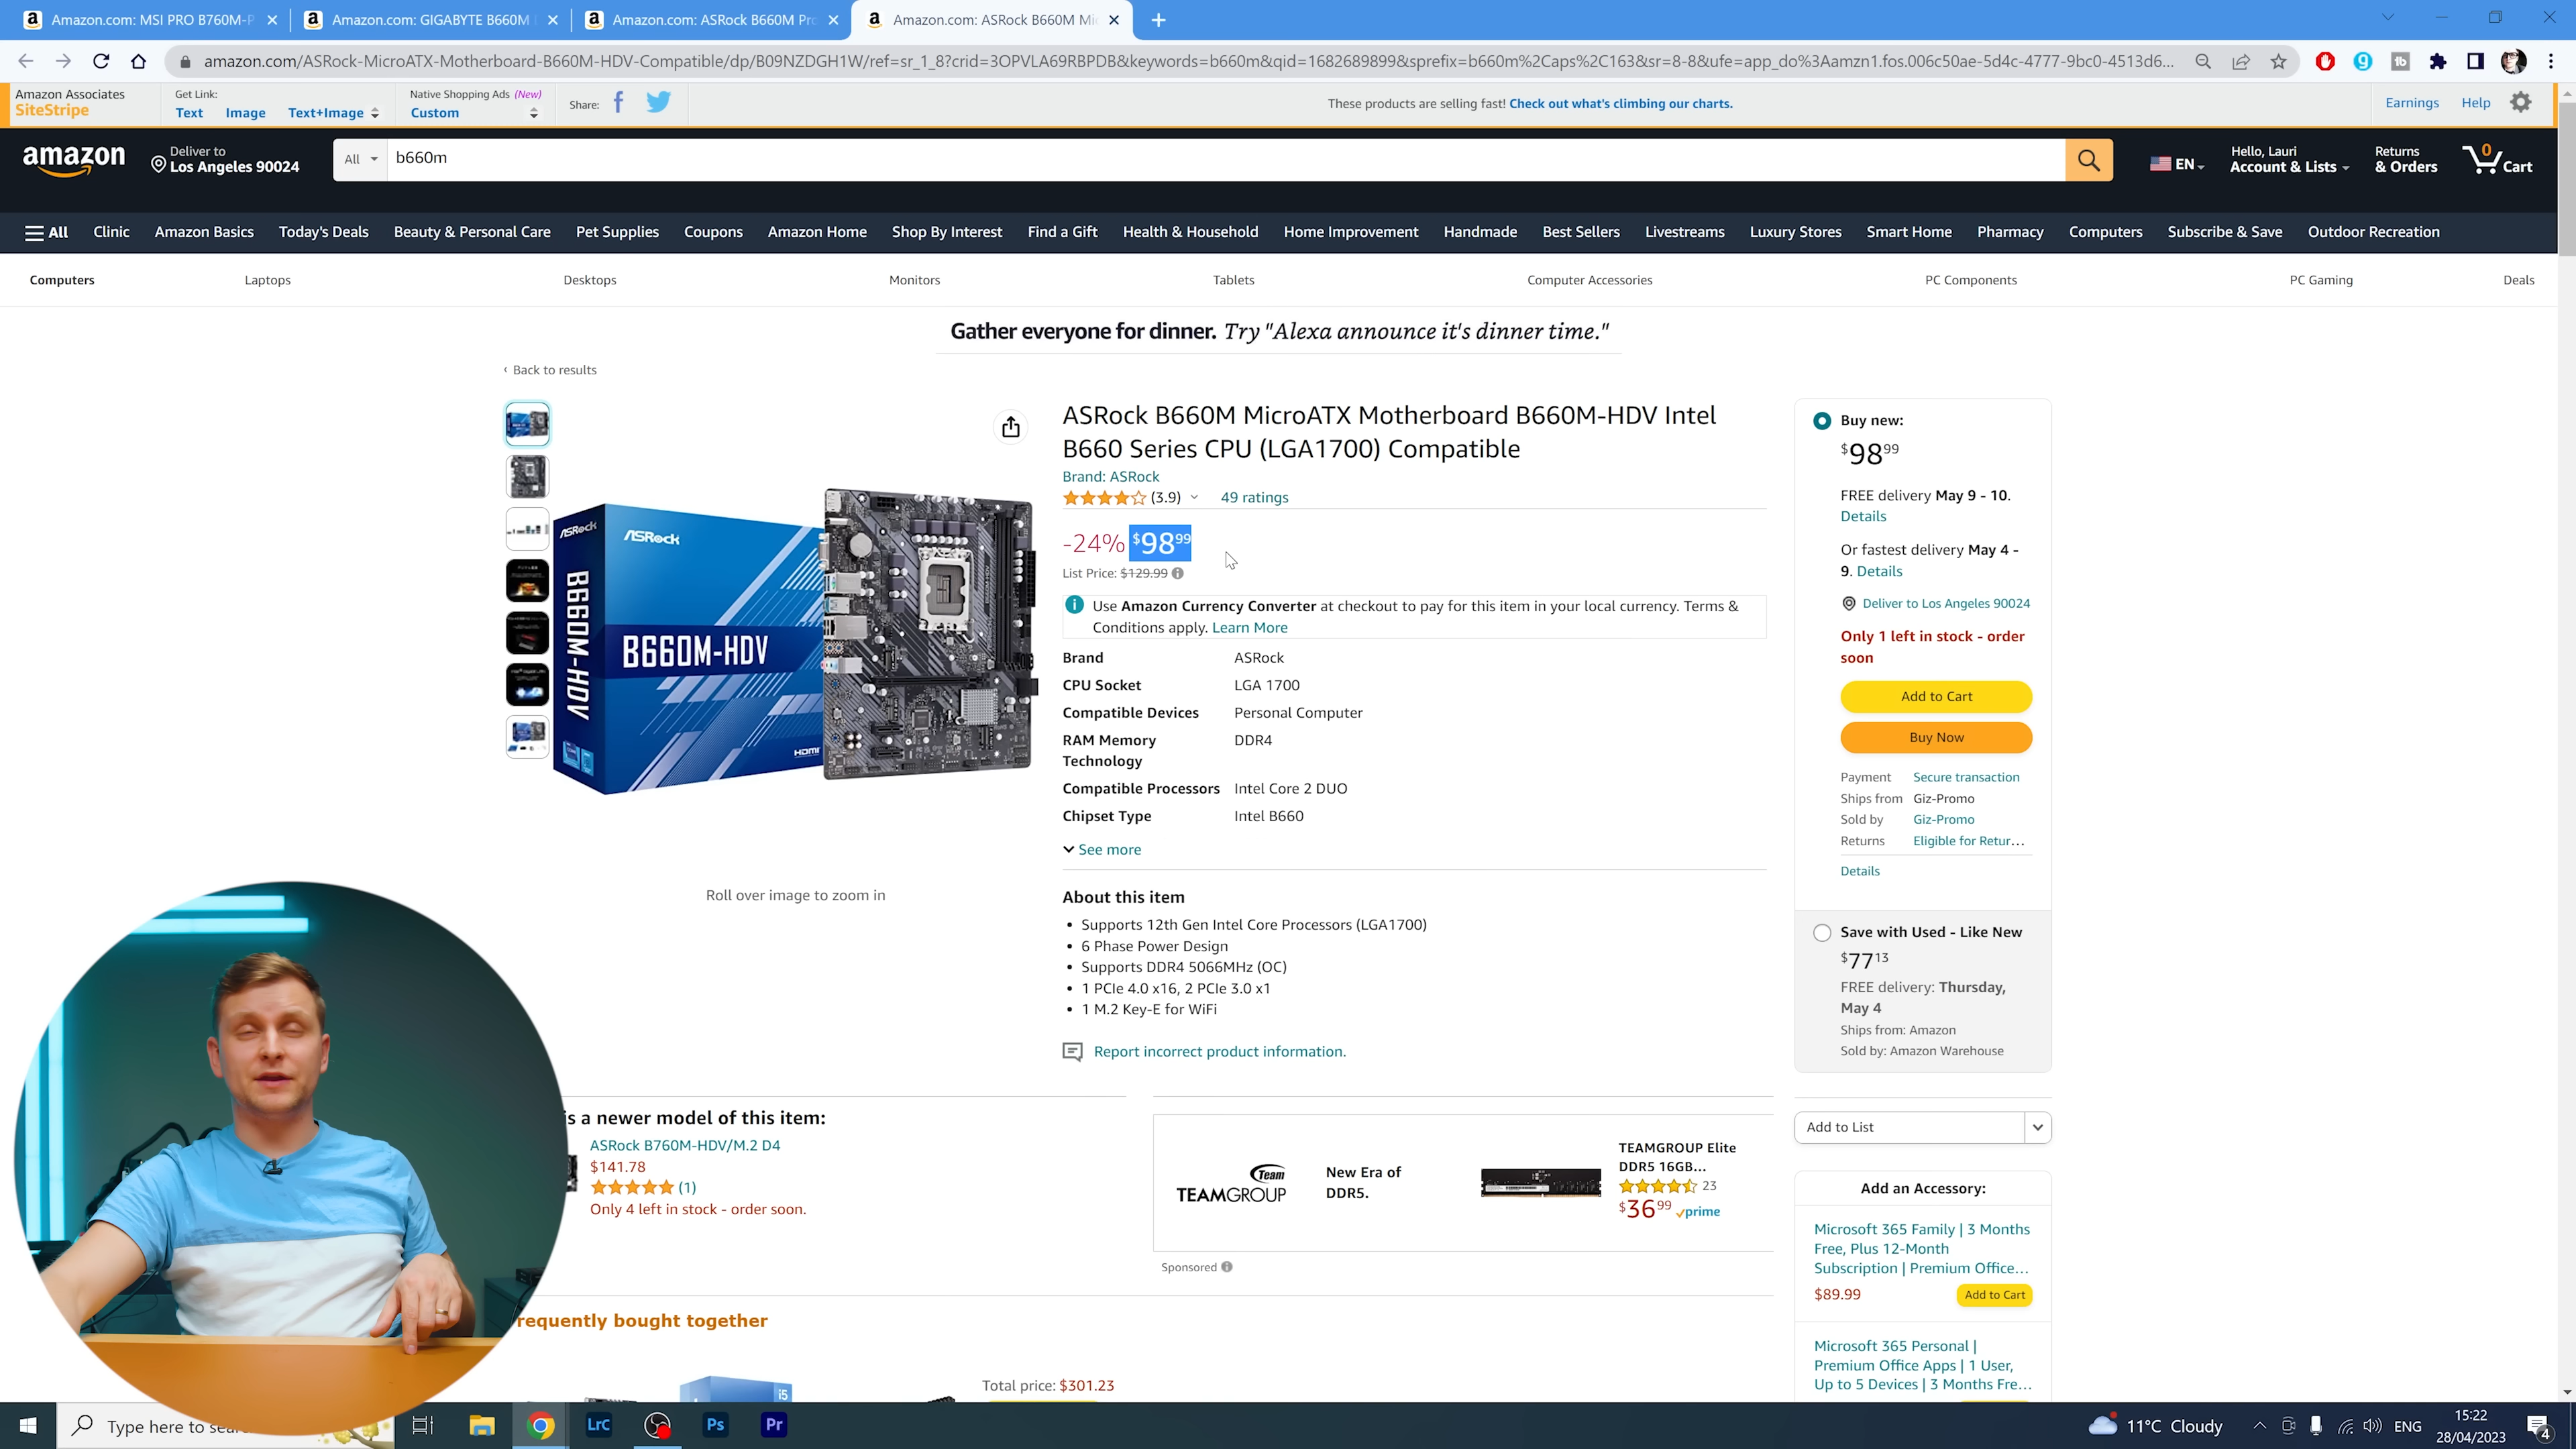 Amazon.com: MSI PRO B760M-P
Amazon.com: GIGABYTE B660M
Amazon.com: ASRock B660M Pro
Amazon.com: ASRock B660M Mic
amazon.com/ASRock-MicroATX-Motherboard-B660M-HDV-Compatible/dp/B09NZDGH1W/ref=sr_1_8?crid=3OPVLA69RBPDB&keywords=b660m&qid=1682689899&sprefix=b660m%2Caps%2C163&sr=8-8&ufe=app_do%3Aamzn1.fos.006c50ae-5d4c-4777-9bc0-4513d6...
Amazon Associates
SiteStripe
Get Link:
Text Image Text+Image
Native Shopping Ads (New)
Custom
Share:
These products are selling fast! Check out what's climbing our charts.
Earnings Help
amazon
Deliver to
Los Angeles 90024
All
b660m
EN
Hello, Lauri
Account & Lists
Returns
& Orders
0
Cart
All Clinic Amazon Basics Today's Deals Beauty & Personal Care Pet Supplies Coupons Amazon Home Shop By Interest Find a Gift Health & Household Home Improvement Handmade Best Sellers Livestreams Luxury Stores Smart Home Pharmacy Computers Subscribe & Save Outdoor Recreation
Computers Laptops Desktops Monitors Tablets Computer Accessories PC Components PC Gaming Deals
Gather everyone for dinner. Try "Alexa announce it's dinner time."
‹ Back to results
ASRock
ASRock
B660M-HDV
B660M-HDV
HDMI
Roll over image to zoom in
ASRock B660M MicroATX Motherboard B660M-HDV Intel
B660 Series CPU (LGA1700) Compatible
Brand: ASRock
(3.9) 49 ratings
-24% $98.99
List Price: $129.99
Use Amazon Currency Converter at checkout to pay for this item in your local currency. Terms &
Conditions apply. Learn More
Brand ASRock
CPU Socket LGA 1700
Compatible Devices Personal Computer
RAM Memory DDR4
Technology
Compatible Processors Intel Core 2 DUO
Chipset Type Intel B660
See more
About this item
• Supports 12th Gen Intel Core Processors (LGA1700)
• 6 Phase Power Design
• Supports DDR4 5066MHz (OC)
• 1 PCIe 4.0 x16, 2 PCIe 3.0 x1
• 1 M.2 Key-E for WiFi
Report incorrect product information.
Buy new:
$98.99
FREE delivery May 9 - 10.
Details
Or fastest delivery May 4 -
9. Details
Deliver to Los Angeles 90024
Only 1 left in stock - order
soon
Add to Cart
Buy Now
Payment Secure transaction
Ships from Giz-Promo
Sold by Giz-Promo
Returns Eligible for Retur...
Details
Save with Used - Like New
$77.13
FREE delivery: Thursday,
May 4
Ships from: Amazon
Sold by: Amazon Warehouse
Add to List
Add an Accessory:
Microsoft 365 Family | 3 Months
Free, Plus 12-Month
Subscription | Premium Office...
$89.99 Add to Cart
Microsoft 365 Personal |
Premium Office Apps | 1 User,
Up to 5 Devices | 3 Months Fre...
is a newer model of this item:
ASRock B760M-HDV/M.2 D4
$141.78
(1)
Only 4 left in stock - order soon.
Team
TEAMGROUP
New Era of
DDR5.
TEAMGROUP Elite
DDR5 16GB...
23
$36.99 prime
Sponsored
requently bought together
i5
Total price: $301.23
Type here to sea
LrC Ps Pr
11°C Cloudy
ENG
15:22
28/04/2023
4